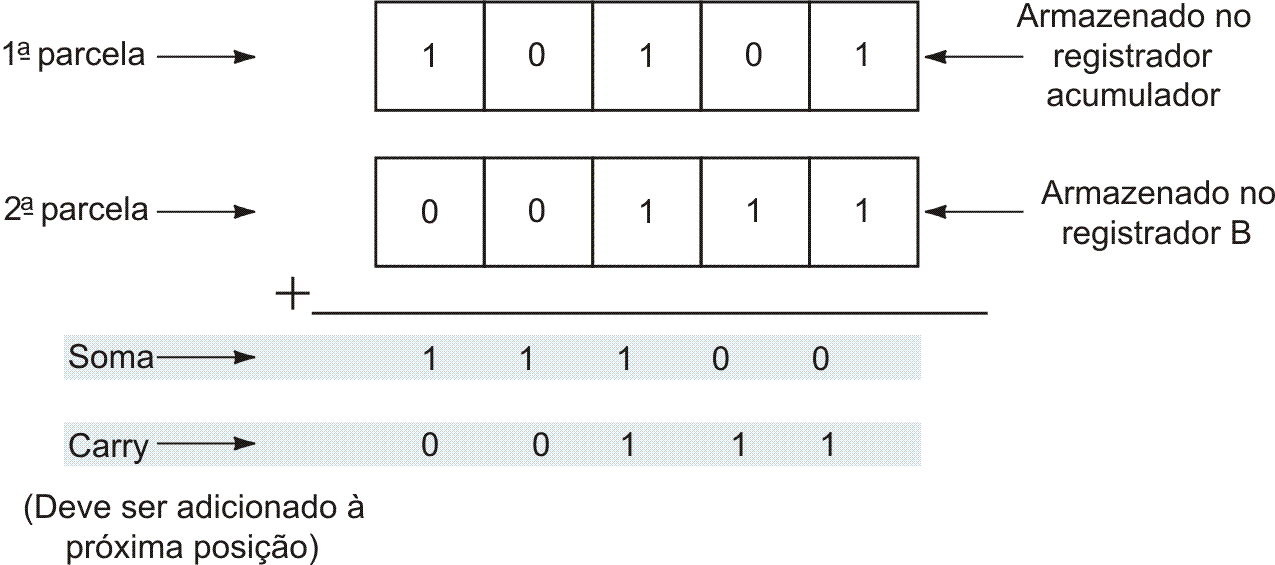 1ª parcela 1 0 1 0 1 Armazenado no
registrador
acumulador
2ª parcela 0 0 1 1 1 Armazenado no
registrador B
+
Soma 1 1 1 0 0
Carry 0 0 1 1 1
(Deve ser adicionado à
próxima posição)